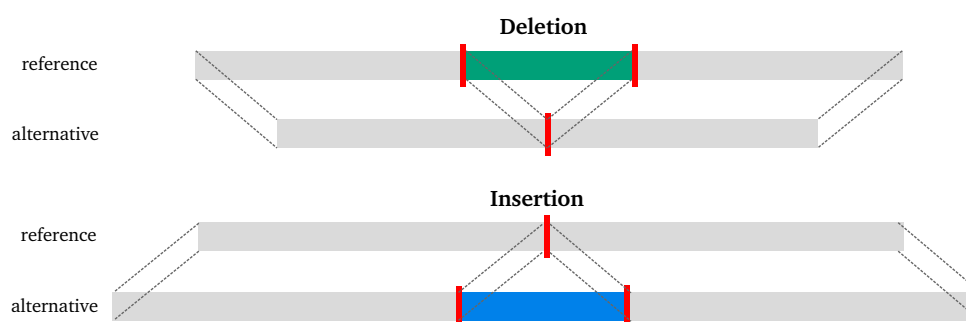 Deletion
reference
alternative
Insertion
reference
alternative